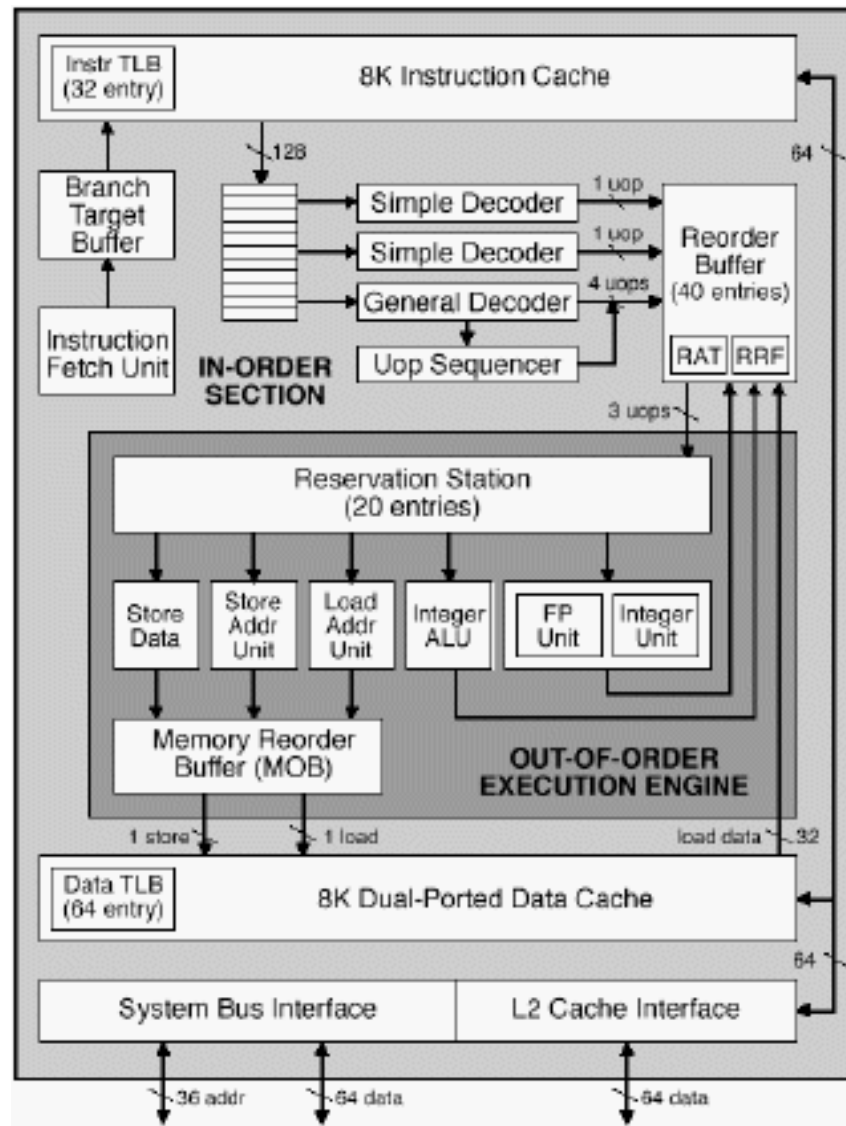 Instr TLB
(32 entry)
8K Instruction Cache
128
64
Branch
Target
Buffer
Simple Decoder
1 uop
Simple Decoder
1 uop
General Decoder
4 uops
Uop Sequencer
Reorder
Buffer
(40 entries)
RAT
RRF
Instruction
Fetch Unit
IN-ORDER
SECTION
3 uops
Reservation Station
(20 entries)
Store
Data
Store
Addr
Unit
Load
Addr
Unit
Integer
ALU
FP
Unit
Integer
Unit
Memory Reorder
Buffer (MOB)
OUT-OF-ORDER
EXECUTION ENGINE
1 store
1 load
load data
32
Data TLB
(64 entry)
8K Dual-Ported Data Cache
64
System Bus Interface
L2 Cache Interface
36 addr
64 data
64 data